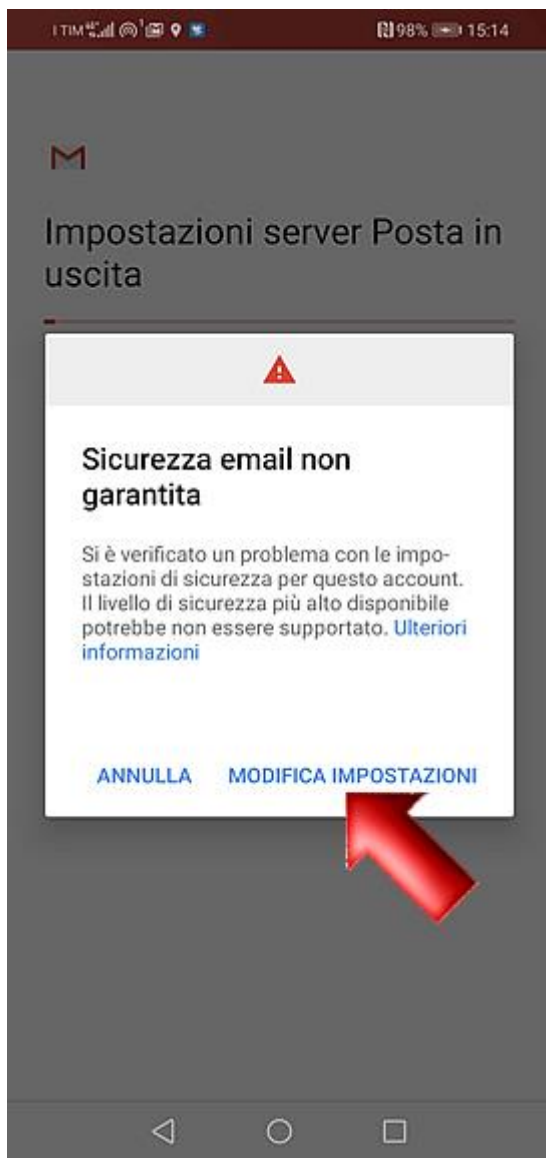 I TIM 98% 15:14
Impostazioni server Posta in
uscita
Sicurezza email non
garantita
Si è verificato un problema con le impo-
stazioni di sicurezza per questo account.
Il livello di sicurezza più alto disponibile
potrebbe non essere supportato. Ulteriori
informazioni
ANNULLA MODIFICA IMPOSTAZIONI